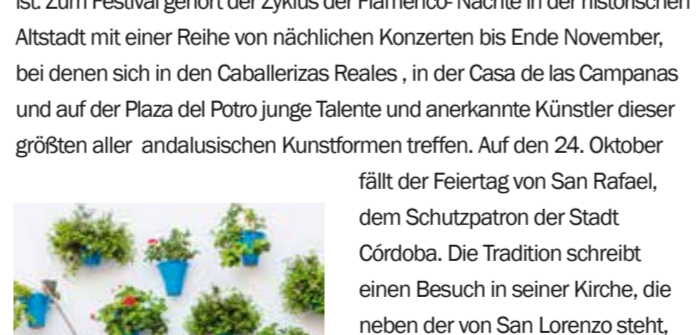 ist. Zum Festival gehört der Zyklus der Flamenco- Nächte in der historischen
Altstadt mit einer Reihe von nächlichen Konzerten bis Ende November,
bei denen sich in den Caballerizas Reales , in der Casa de las Campanas
und auf der Plaza del Potro junge Talente und anerkannte Künstler dieser
größten aller  andalusischen Kunstformen treffen. Auf den 24. Oktober
fällt der Feiertag von San Rafael,
dem Schutzpatron der Stadt
Córdoba. Die Tradition schreibt
einen Besuch in seiner Kirche, die
neben der von San Lorenzo steht,